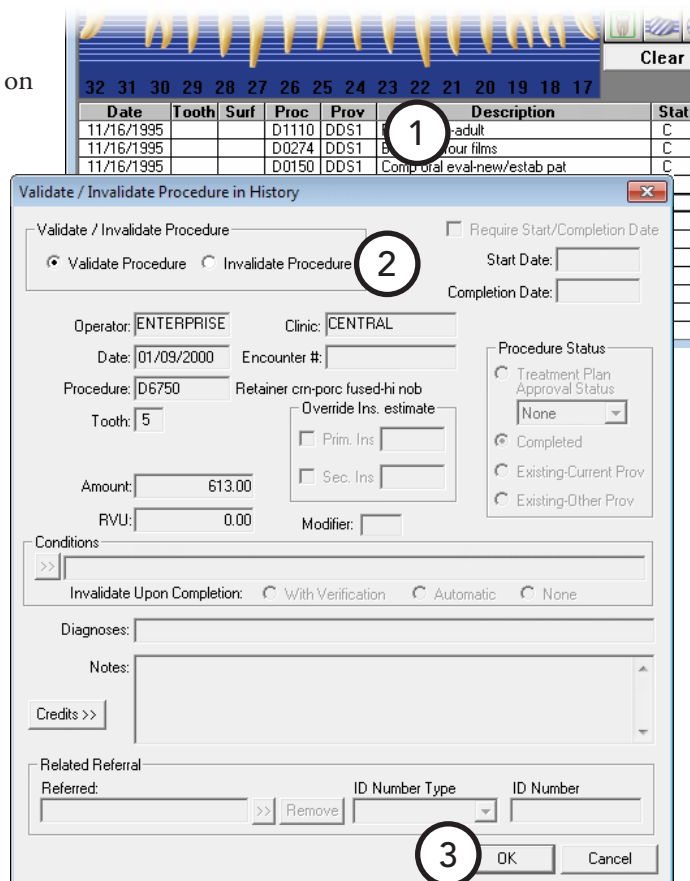 on
Clear
32 31 30 29 28 27 26 25 24 23 22 21 20 19 18 17
Date Tooth Surf Proc Prov Description Stat
11/16/1995 D1110 DDS1 -adult C
11/16/1995 D0274 DDS1 four films C
11/16/1995 D0150 DDS1 Comp oral eval-new/estab pat C
1
Validate / Invalidate Procedure in History
Validate / Invalidate Procedure
Validate Procedure Invalidate Procedure
2
Require Start/Completion Date
Start Date:
Completion Date:
Operator: ENTERPRISE Clinic: CENTRAL
Date: 01/09/2000 Encounter #:
Procedure: D6750 Retainer crn-porc fused-hi nob
Tooth: 5
Override Ins. estimate
Prim. Ins
Sec. Ins
Procedure Status
Treatment Plan
Approval Status
None
Completed
Existing-Current Prov
Existing-Other Prov
Amount: 613.00
RVU: 0.00 Modifier:
Conditions
>>
Invalidate Upon Completion: With Verification Automatic None
Diagnoses:
Notes:
Credits >>
Related Referral
Referred: ID Number Type ID Number
>> Remove
3
OK Cancel